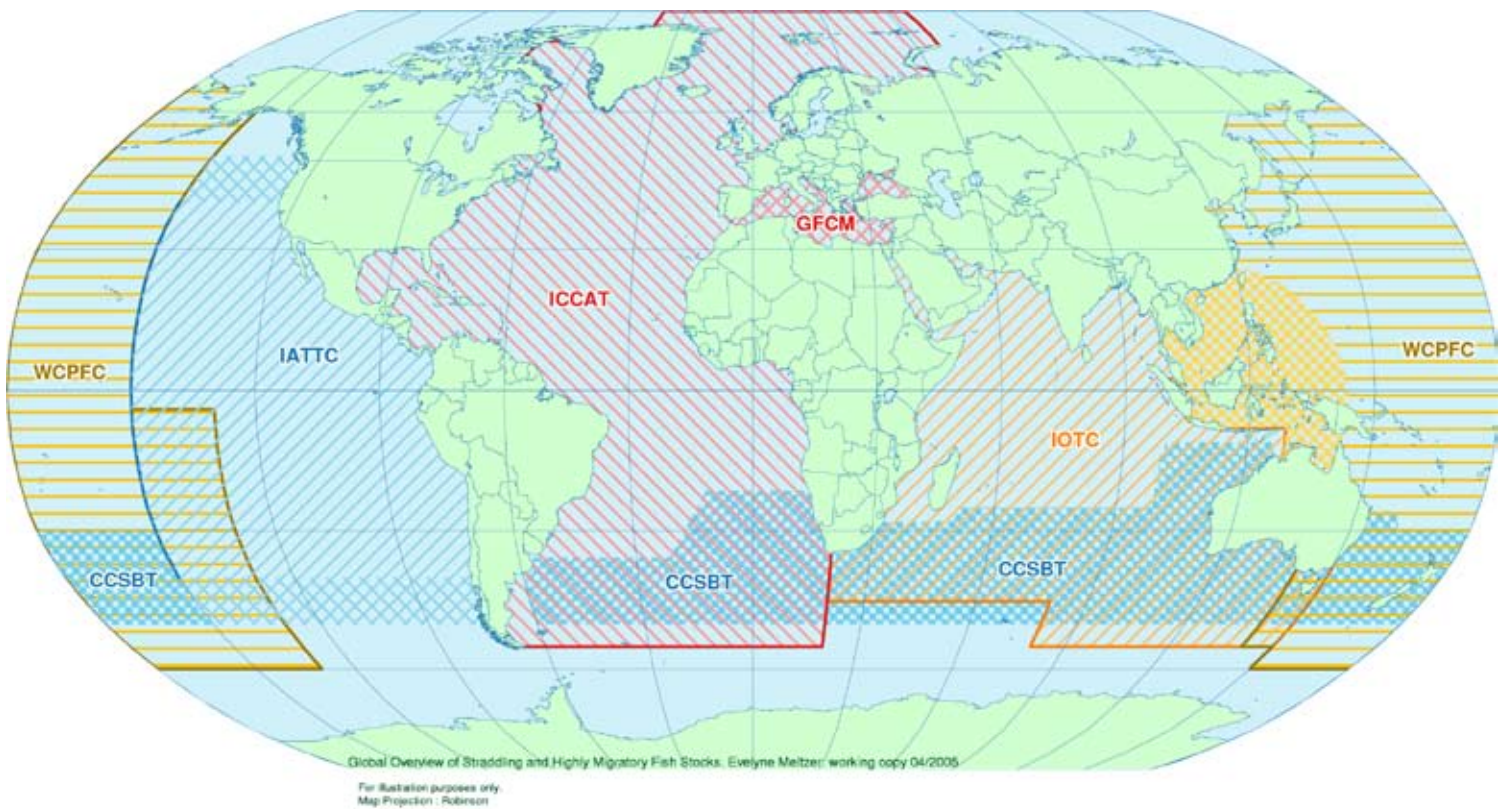 GFCM
ICCAT
IATTC
WCPFC
WCPFC
IOTC
CCSBT
CCSBT
CCSBT
Global Overview of Straddling and Highly Migratory Fish Stocks. Evelyne Meltzer: working copy 04/2005
For illustration purposes only.
Map Projection : Robinson